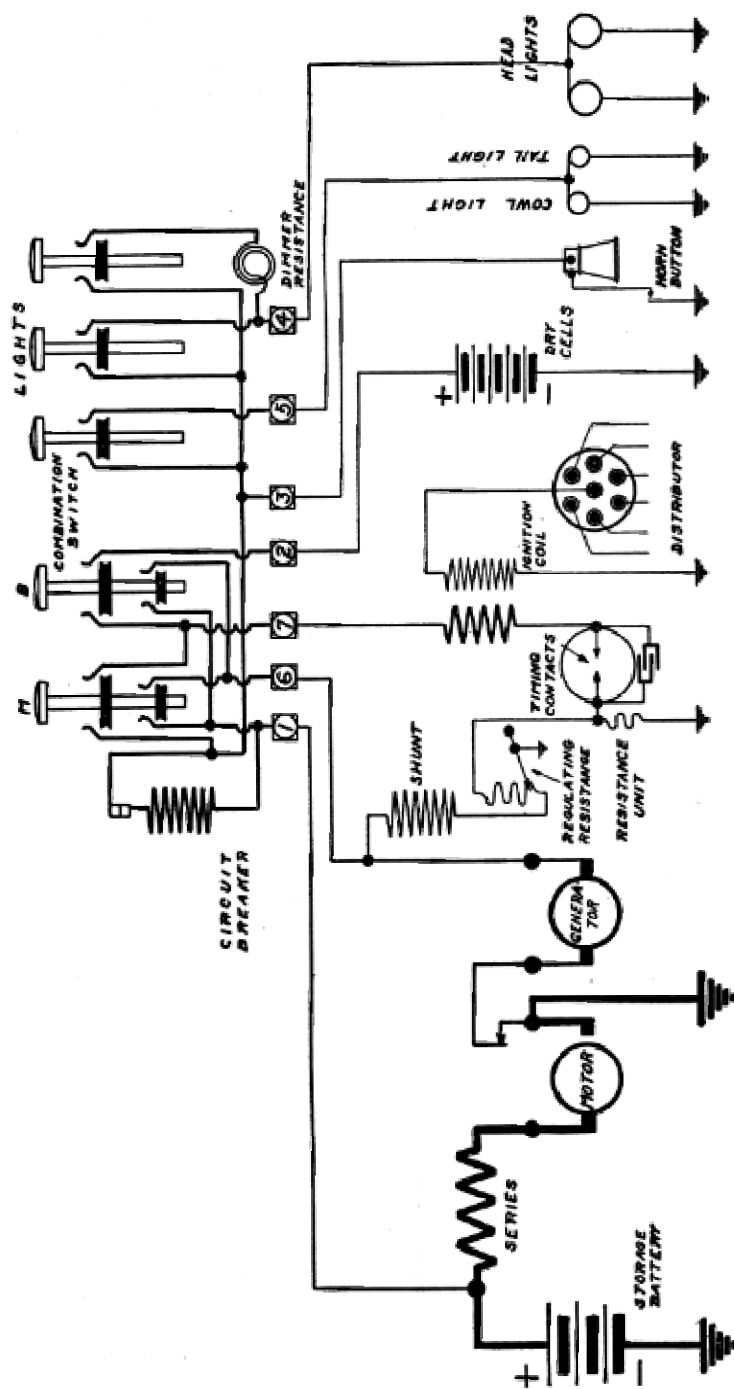 M
B
LIGHTS
COMBINATION
SWITCH
CIRCUIT
BREAKER
1
6
7
2
3
5
4
DIMMER
RESISTANCE
SHUNT
REGULATING
RESISTANCE
TIMING
CONTACTS
RESISTANCE
UNIT
IGNITION
COIL
DISTRIBUTOR
+
-
DRY
CELLS
HORN
BUTTON
COWL LIGHT
TAIL LIGHT
HEAD
LIGHTS
SERIES
+
-
STORAGE
BATTERY
MOTOR
GENERA
TOR